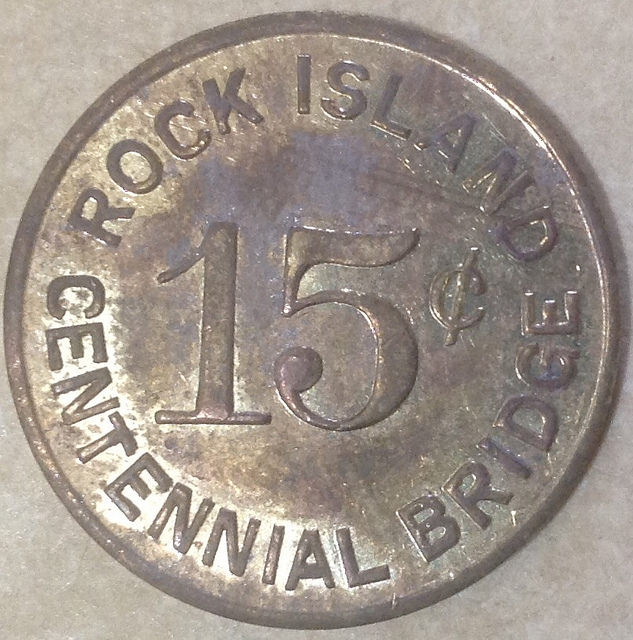 ROCK ISLAND
15¢
CENTENNIAL BRIDGE